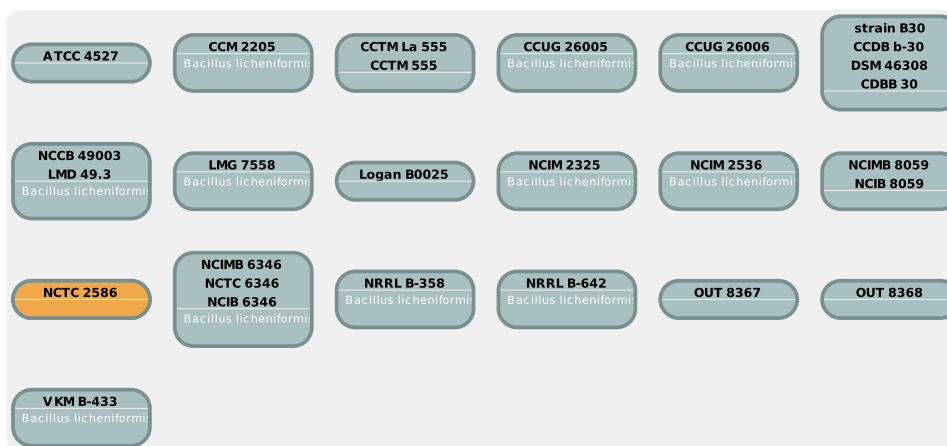 ATCC 4527
CCM 2205
Bacillus licheniformis
CCTM La 555
CCTM 555
CCUG 26005
Bacillus licheniformis
CCUG 26006
Bacillus licheniformis
strain B30
CCDB b-30
DSM 46308
CDBB 30
NCCB 49003
LMD 49.3
Bacillus licheniformis
LMG 7558
Bacillus licheniformis
Logan B0025
NCIM 2325
Bacillus licheniformis
NCIM 2536
Bacillus licheniformis
NCIMB 8059
NCIB 8059
NCTC 2586
NCIMB 6346
NCTC 6346
NCIB 6346
Bacillus licheniformis
NRRL B-358
Bacillus licheniformis
NRRL B-642
Bacillus licheniformis
OUT 8367
OUT 8368
VKM B-433
Bacillus licheniformis